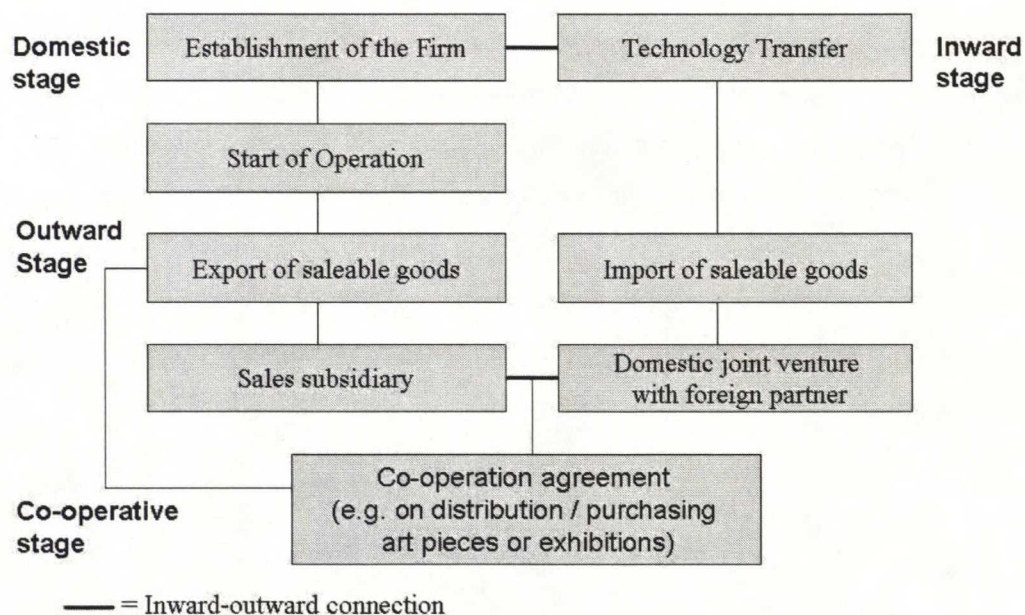 Domestic
stage
Establishment of the Firm
Technology Transfer
Inward
stage
Start of Operation
Outward
Stage
Export of saleable goods
Import of saleable goods
Sales subsidiary
Domestic joint venture
with foreign partner
Co-operative
stage
Co-operation agreement
(e.g. on distribution / purchasing
art pieces or exhibitions)
= Inward-outward connection